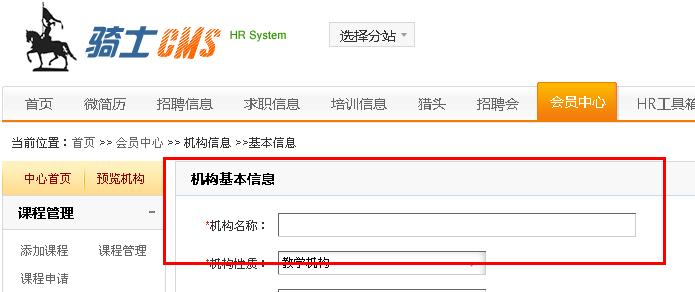 骑士CMS HR System 选择分站
首页 微简历 招聘信息 求职信息 培训信息 猎头 招聘会 会员中心 HR工具箱
当前位置：首页 >> 会员中心 >> 机构信息 >>基本信息
中心首页 预览机构 机构基本信息
课程管理
*机构名称：
添加课程 课程管理
*机构性质： 教学机构
课程申请